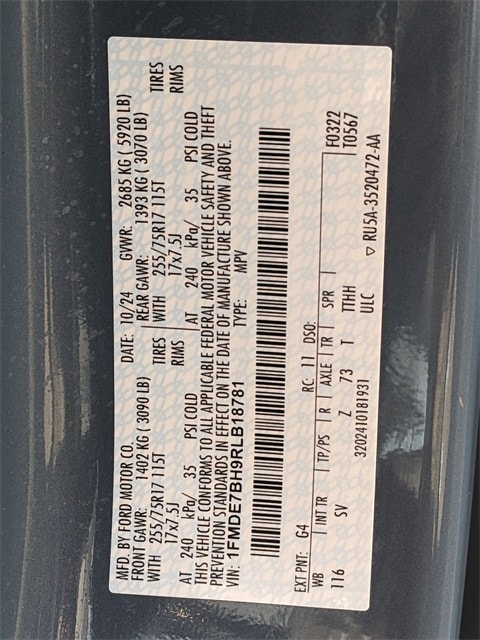 MFD. BY FORD MOTOR CO. DATE: 10/24 GVWR: 2685 KG ( 5920 LB)
FRONT GAWR: 1402 KG ( 3090 LB) REAR GAWR: 1393 KG ( 3070 LB)
WITH 255/75R17 115T TIRES WITH 255/75R17 115T TIRES
17x7.5J RIMS 17x7.5J RIMS
AT 240 kPa/ 35 PSI COLD AT 240 kPa/ 35 PSI COLD
THIS VEHICLE CONFORMS TO ALL APPLICABLE FEDERAL MOTOR VEHICLE SAFETY AND THEFT
PREVENTION STANDARDS IN EFFECT ON THE DATE OF MANUFACTURE SHOWN ABOVE.
VIN: 1FMDE7BH9RLB18781 TYPE: MPV
EXT PNT: G4 RC: 11 DSO: F0322
WB INT TR TP/PS R AXLE TR SPR T0567
116 SV Z 73 T TTHH
3202410181931 ULC
▽ RU5A-3520472-AA